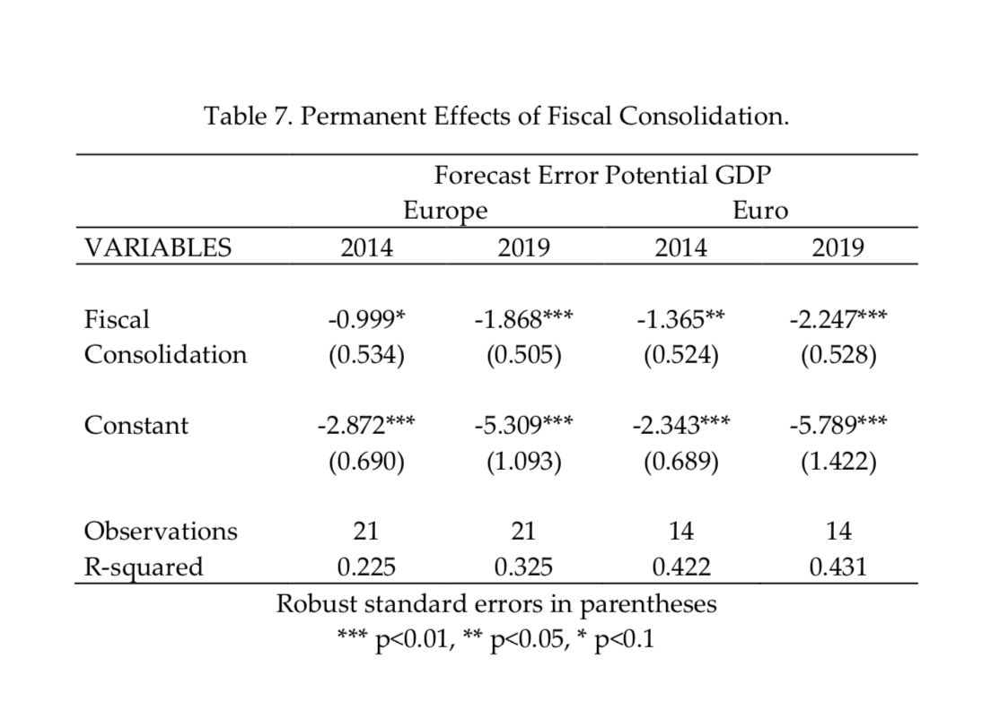 Table 7. Permanent Effects of Fiscal Consolidation.
Forecast Error Potential GDP
Europe Euro
VARIABLES 2014 2019 2014 2019
Fiscal -0.999* -1.868*** -1.365** -2.247***
Consolidation (0.534) (0.505) (0.524) (0.528)
Constant -2.872*** -5.309*** -2.343*** -5.789***
(0.690) (1.093) (0.689) (1.422)
Observations 21 21 14 14
R-squared 0.225 0.325 0.422 0.431
Robust standard errors in parentheses
*** p<0.01, ** p<0.05, * p<0.1